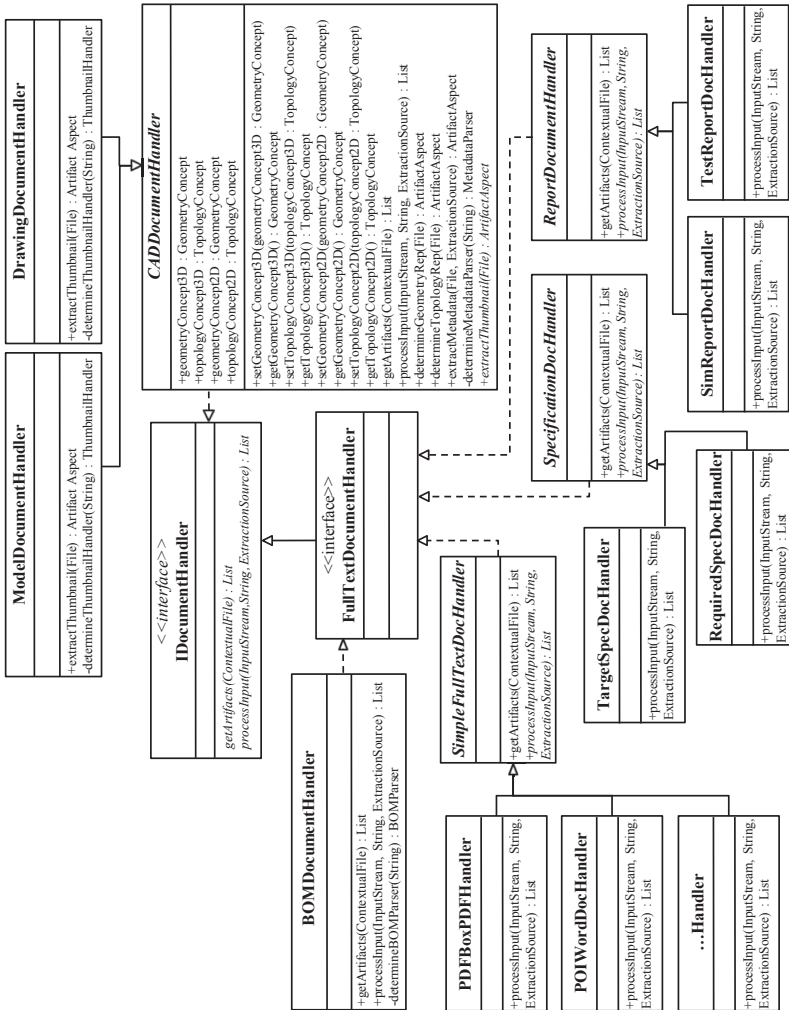 ModelDocumentHandler
+extractThumbnail(File) : Artifact Aspect
-determineThumbnailHandler(String) : ThumbnailHandler
DrawingDocumentHandler
+extractThumbnail(File) : Artifact Aspect
-determineThumbnailHandler(String) : ThumbnailHandler
<<interface>>
IDocumentHandler
getArtifacts(ContextualFile) : List
processInput(InputStream,String, ExtractionSource) : List
CADDocumentHandler
+geometryConcept3D : GeometryConcept
+topologyConcept3D : TopologyConcept
+geometryConcept2D : GeometryConcept
+topologyConcept2D : TopologyConcept
+setGeometryConcept3D(geometryConcept3D : GeometryConcept)
+getGeometryConcept3D() : GeometryConcept
+setTopologyConcept3D(topologyConcept3D : TopologyConcept)
+getTopologyConcept3D() : TopologyConcept
+setGeometryConcept2D(geometryConcept2D : GeometryConcept)
+getGeometryConcept2D() : GeometryConcept
+setTopologyConcept2D(topologyConcept2D : TopologyConcept)
+getTopologyConcept2D() : TopologyConcept
+getArtifacts(ContextualFile) : List
+processInput(InputStream, String, ExtractionSource) : List
+determineGeometryRep(File) : ArtifactAspect
+determineTopologyRep(File) : ArtifactAspect
+extractMetadata(File, ExtractionSource) : ArtifactAspect
-determineMetadataParser(String) : MetadataParser
+extractThumbnail(File) : ArtifactAspect
BOMDocumentHandler
+getArtifacts(ContextualFile) : List
+processInput(InputStream, String, ExtractionSource) : List
-determineBOMParser(String) : BOMParser
<<interface>>
FullTextDocumentHandler
SimpleFullTextDocHandler
+getArtifacts(ContextualFile) : List
+processInput(InputStream,String,
ExtractionSource) : List
SpecificationDocHandler
+getArtifacts(ContextualFile) : List
+processInput(InputStream,String,
ExtractionSource) : List
ReportDocumentHandler
+getArtifacts(ContextualFile) : List
+processInput(InputStream,String,
ExtractionSource) : List
PDFBoxPDFHandler
+processInput(InputStream, String,
ExtractionSource) : List
POIWordDocHandler
+processInput(InputStream, String,
ExtractionSource) : List
...Handler
+processInput(InputStream, String,
ExtractionSource) : List
TargetSpecDocHandler
+processInput(InputStream, String,
ExtractionSource) : List
RequiredSpecDocHandler
+processInput(InputStream, String,
ExtractionSource) : List
SimReportDocHandler
+processInput(InputStream, String,
ExtractionSource) : List
TestReportDocHandler
+processInput(InputStream, String,
ExtractionSource) : List